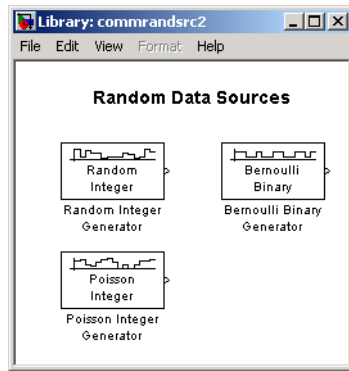 Library: commrandsrc2
File Edit View Format Help
Random Data Sources
Random
Integer
Random Integer
Generator
Bernoulli
Binary
Bernoulli Binary
Generator
Poisson
Integer
Poisson Integer
Generator